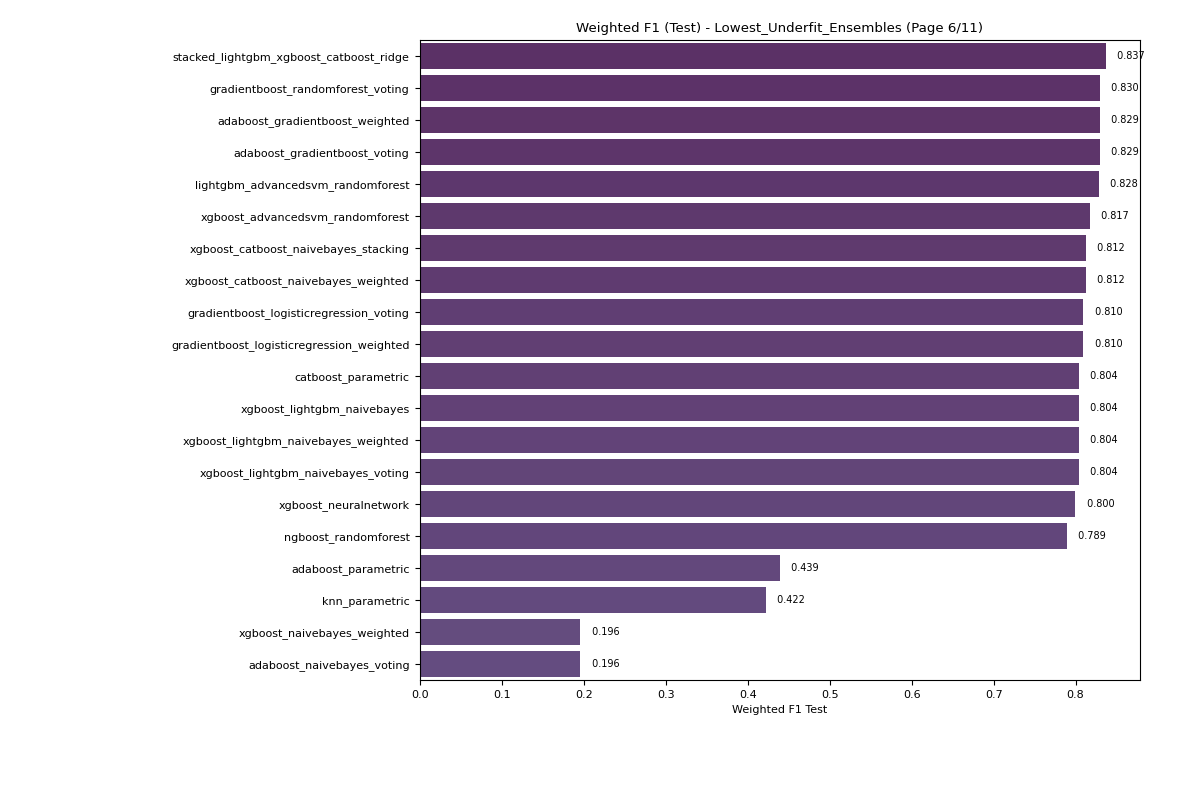 Weighted F1 (Test) - Lowest_Underfit_Ensembles (Page 6/11)
stacked_lightgbm_xgboost_catboost_ridge 0.837
gradientboost_randomforest_voting 0.830
adaboost_gradientboost_weighted 0.829
adaboost_gradientboost_voting 0.829
lightgbm_advancedsvm_randomforest 0.828
xgboost_advancedsvm_randomforest 0.817
xgboost_catboost_naivebayes_stacking 0.812
xgboost_catboost_naivebayes_weighted 0.812
gradientboost_logisticregression_voting 0.810
gradientboost_logisticregression_weighted 0.810
catboost_parametric 0.804
xgboost_lightgbm_naivebayes 0.804
xgboost_lightgbm_naivebayes_weighted 0.804
xgboost_lightgbm_naivebayes_voting 0.804
xgboost_neuralnetwork 0.800
ngboost_randomforest 0.789
adaboost_parametric 0.439
knn_parametric 0.422
xgboost_naivebayes_weighted 0.196
adaboost_naivebayes_voting 0.196
0.0 0.1 0.2 0.3 0.4 0.5 0.6 0.7 0.8
Weighted F1 Test